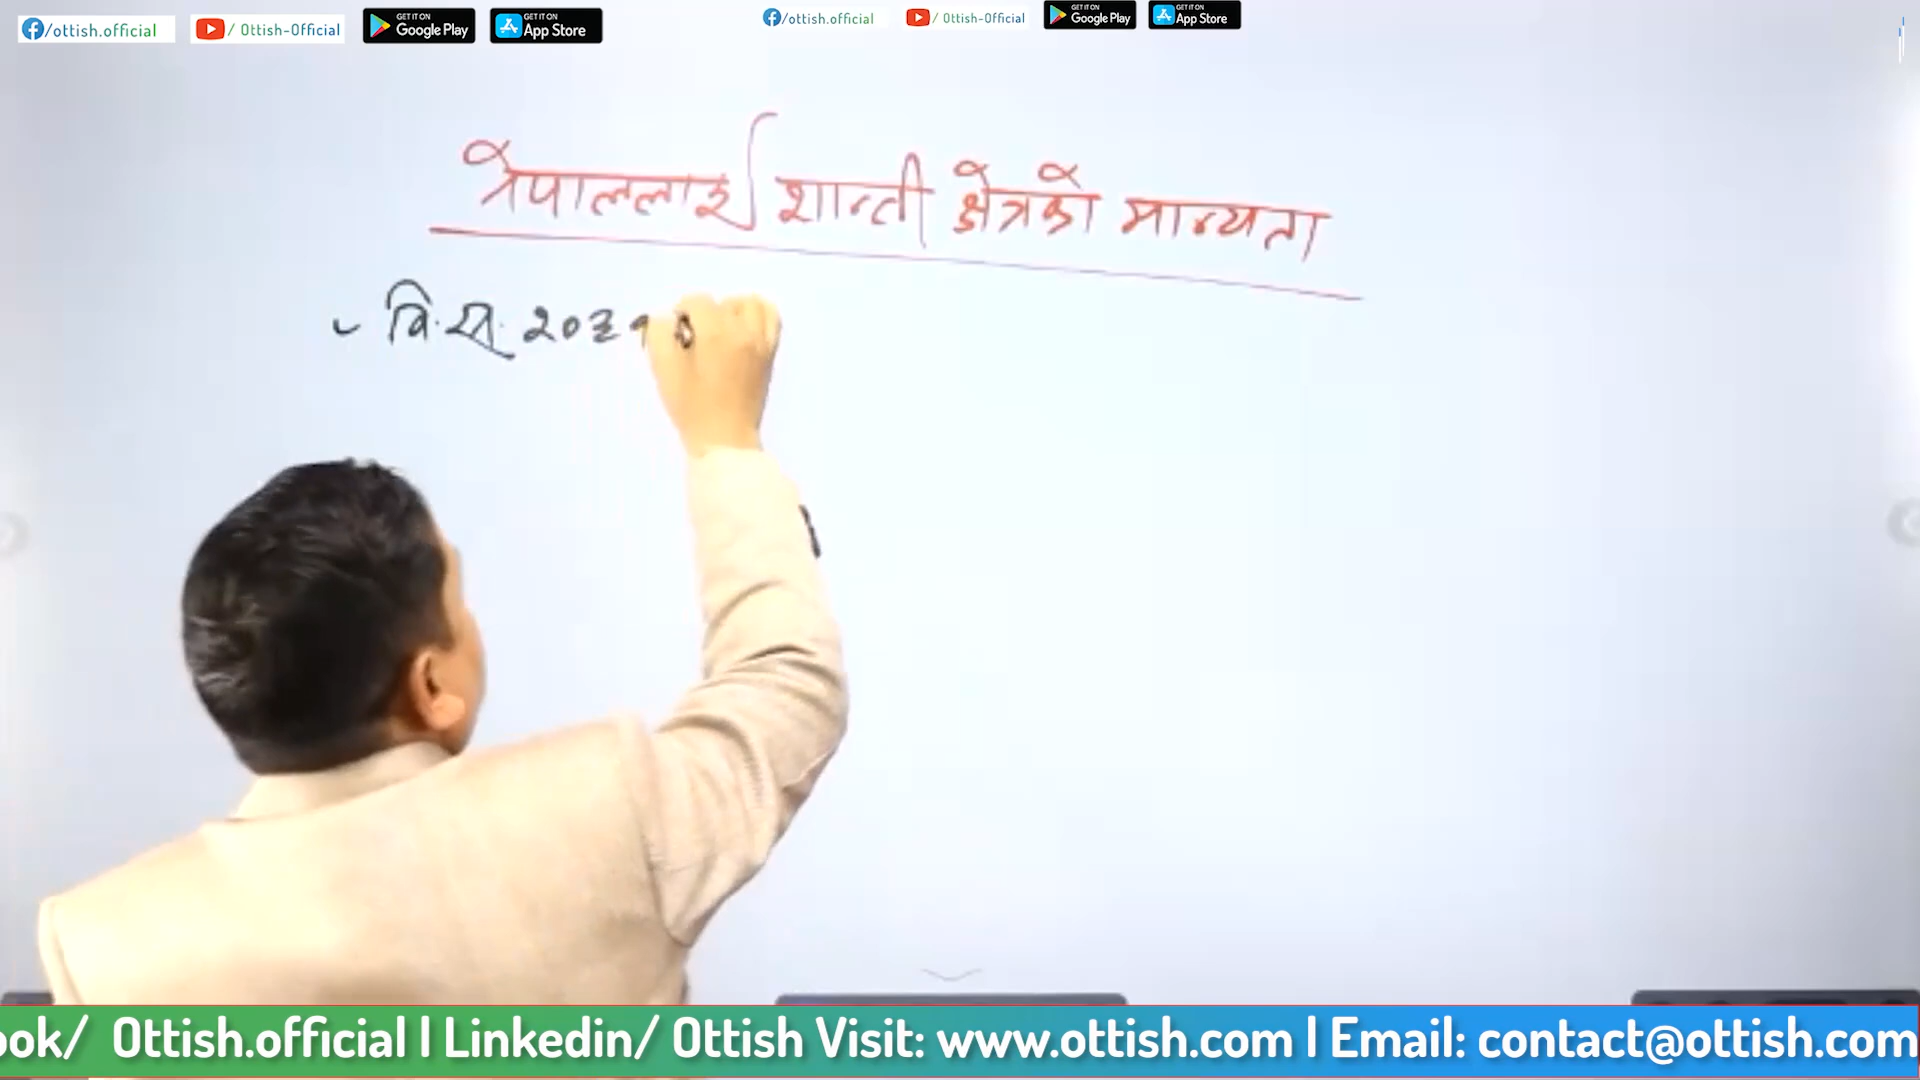 /ottish.official / Ottish-Official GET IT ON Google Play GET IT ON App Store /ottish.official / Ottish-Official GET IT ON Google Play GET IT ON App Store
नेपाललाई शान्ती क्षेत्रको मान्यता
वि.स. २०३१
ook/ Ottish.official l Linkedin/ Ottish Visit: www.ottish.com l Email: contact@ottish.com